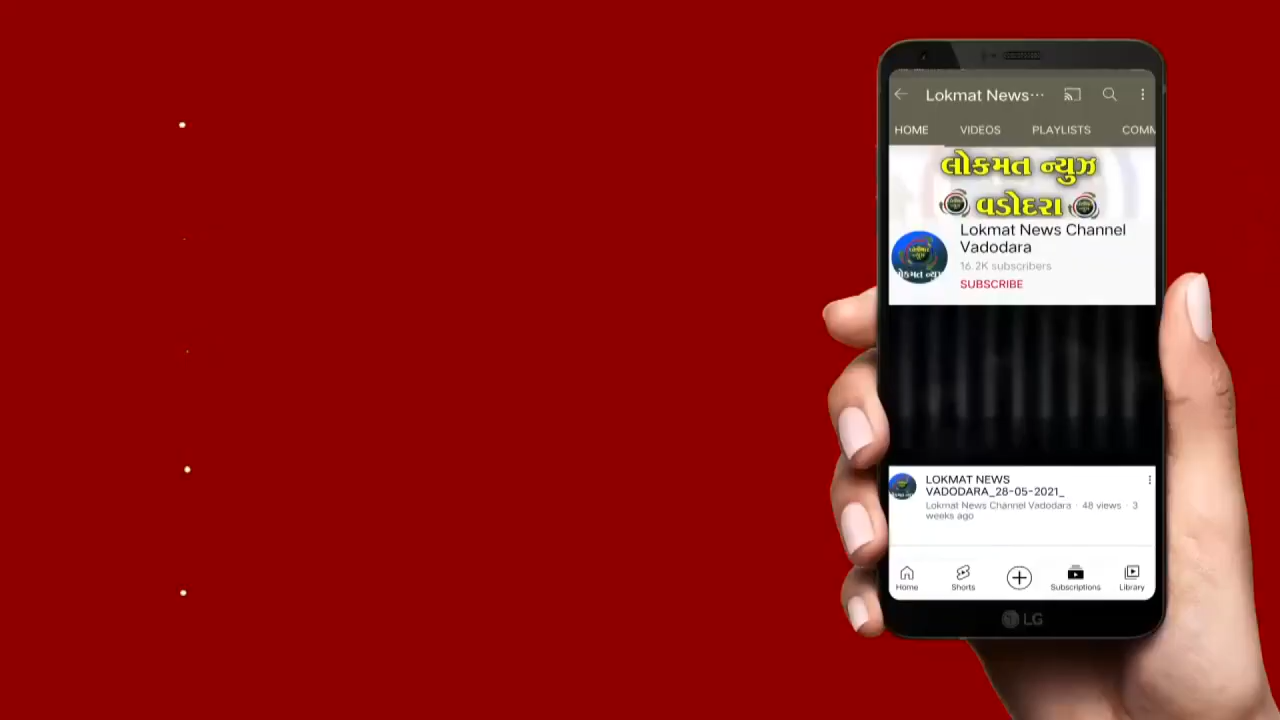 Lokmat News···
HOME VIDEOS PLAYLISTS COMM
લોકમત ન્યુઝ
વડોદરા
Lokmat News Channel
Vadodara
16.2K subscribers
SUBSCRIBE
LOKMAT NEWS
VADODARA_28-05-2021_
Lokmat News Channel Vadodara · 48 views · 3
weeks ago
Home Shorts Subscriptions Library
LG